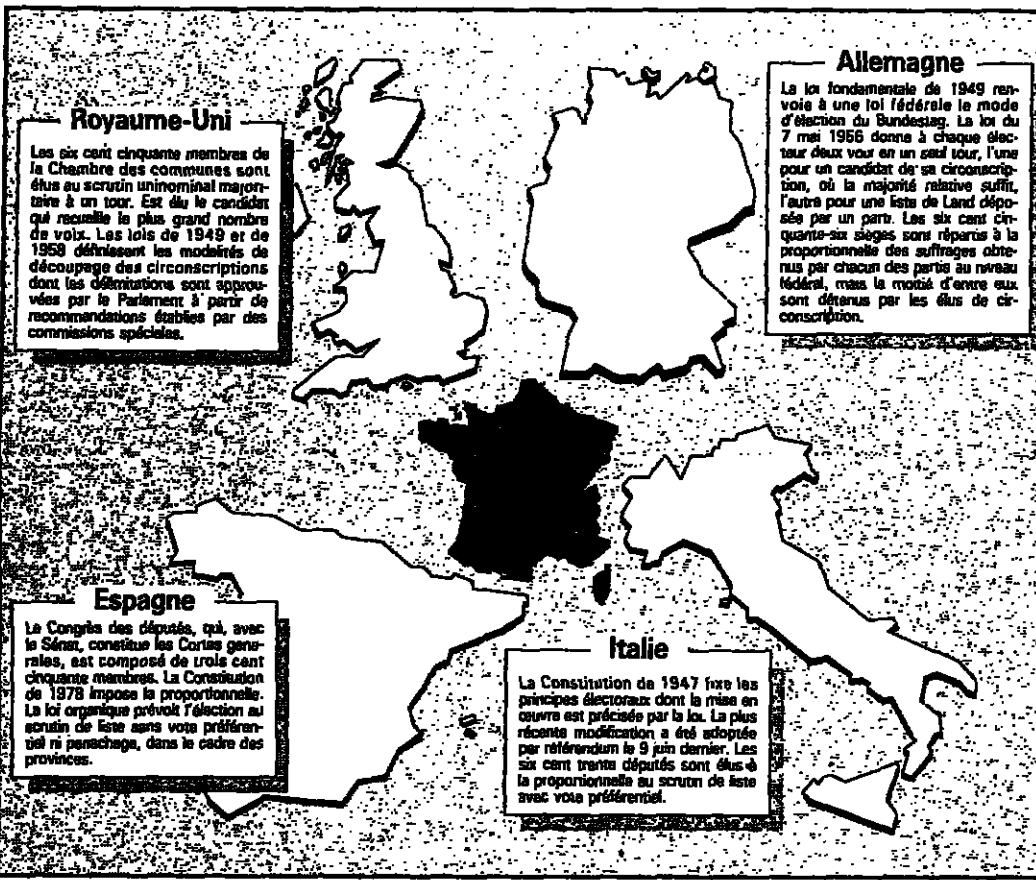 Royaume-Uni
Les six cent cinquante membres de
la Chambre des communes sont
élus au scrutin uninominal majori-
taire à un tour. Est élu le candidat
qui recueille le plus grand nombre
de voix. Les lois de 1949 et de
1958 définissent les modalités de
découpage des circonscriptions
dont les délimitations sont approu-
vées par le Parlement à partir de
recommandations établies par des
commissions spéciales.
Allemagne
La loi fondamentale de 1949 ren-
voie à une loi fédérale le mode
d'élection du Bundestag. La loi du
7 mai 1956 donne à chaque élec-
teur deux voix en un seul tour, l'une
pour un candidat de sa circonscrip-
tion, où la majorité relative suffit,
l'autre pour une liste de Land dépo-
sée par un parti. Les six cent cin-
quante-six sièges sont répartis à la
proportionnelle des suffrages obte-
nus par chacun des partis au niveau
fédéral, mais la moitié d'entre eux
sont détenus par les élus de cir-
conscription.
Espagne
Le Congrès des députés, qui, avec
le Sénat, constitue les Cortes géné-
rales, est composé de trois cent
cinquante membres. La Constitution
de 1978 impose la proportionnelle.
La loi organique prévoit l'élection au
scrutin de liste sans vote préféren-
tiel ni panachage, dans le cadre des
provinces.
Italie
La Constitution de 1947 fixe les
principes électoraux dont la mise en
œuvre est précisée par la loi. La plus
récente modification a été adoptée
par référendum le 9 juin dernier. Les
six cent trente députés sont élus à
la proportionnelle au scrutin de liste
avec vote préférentiel.